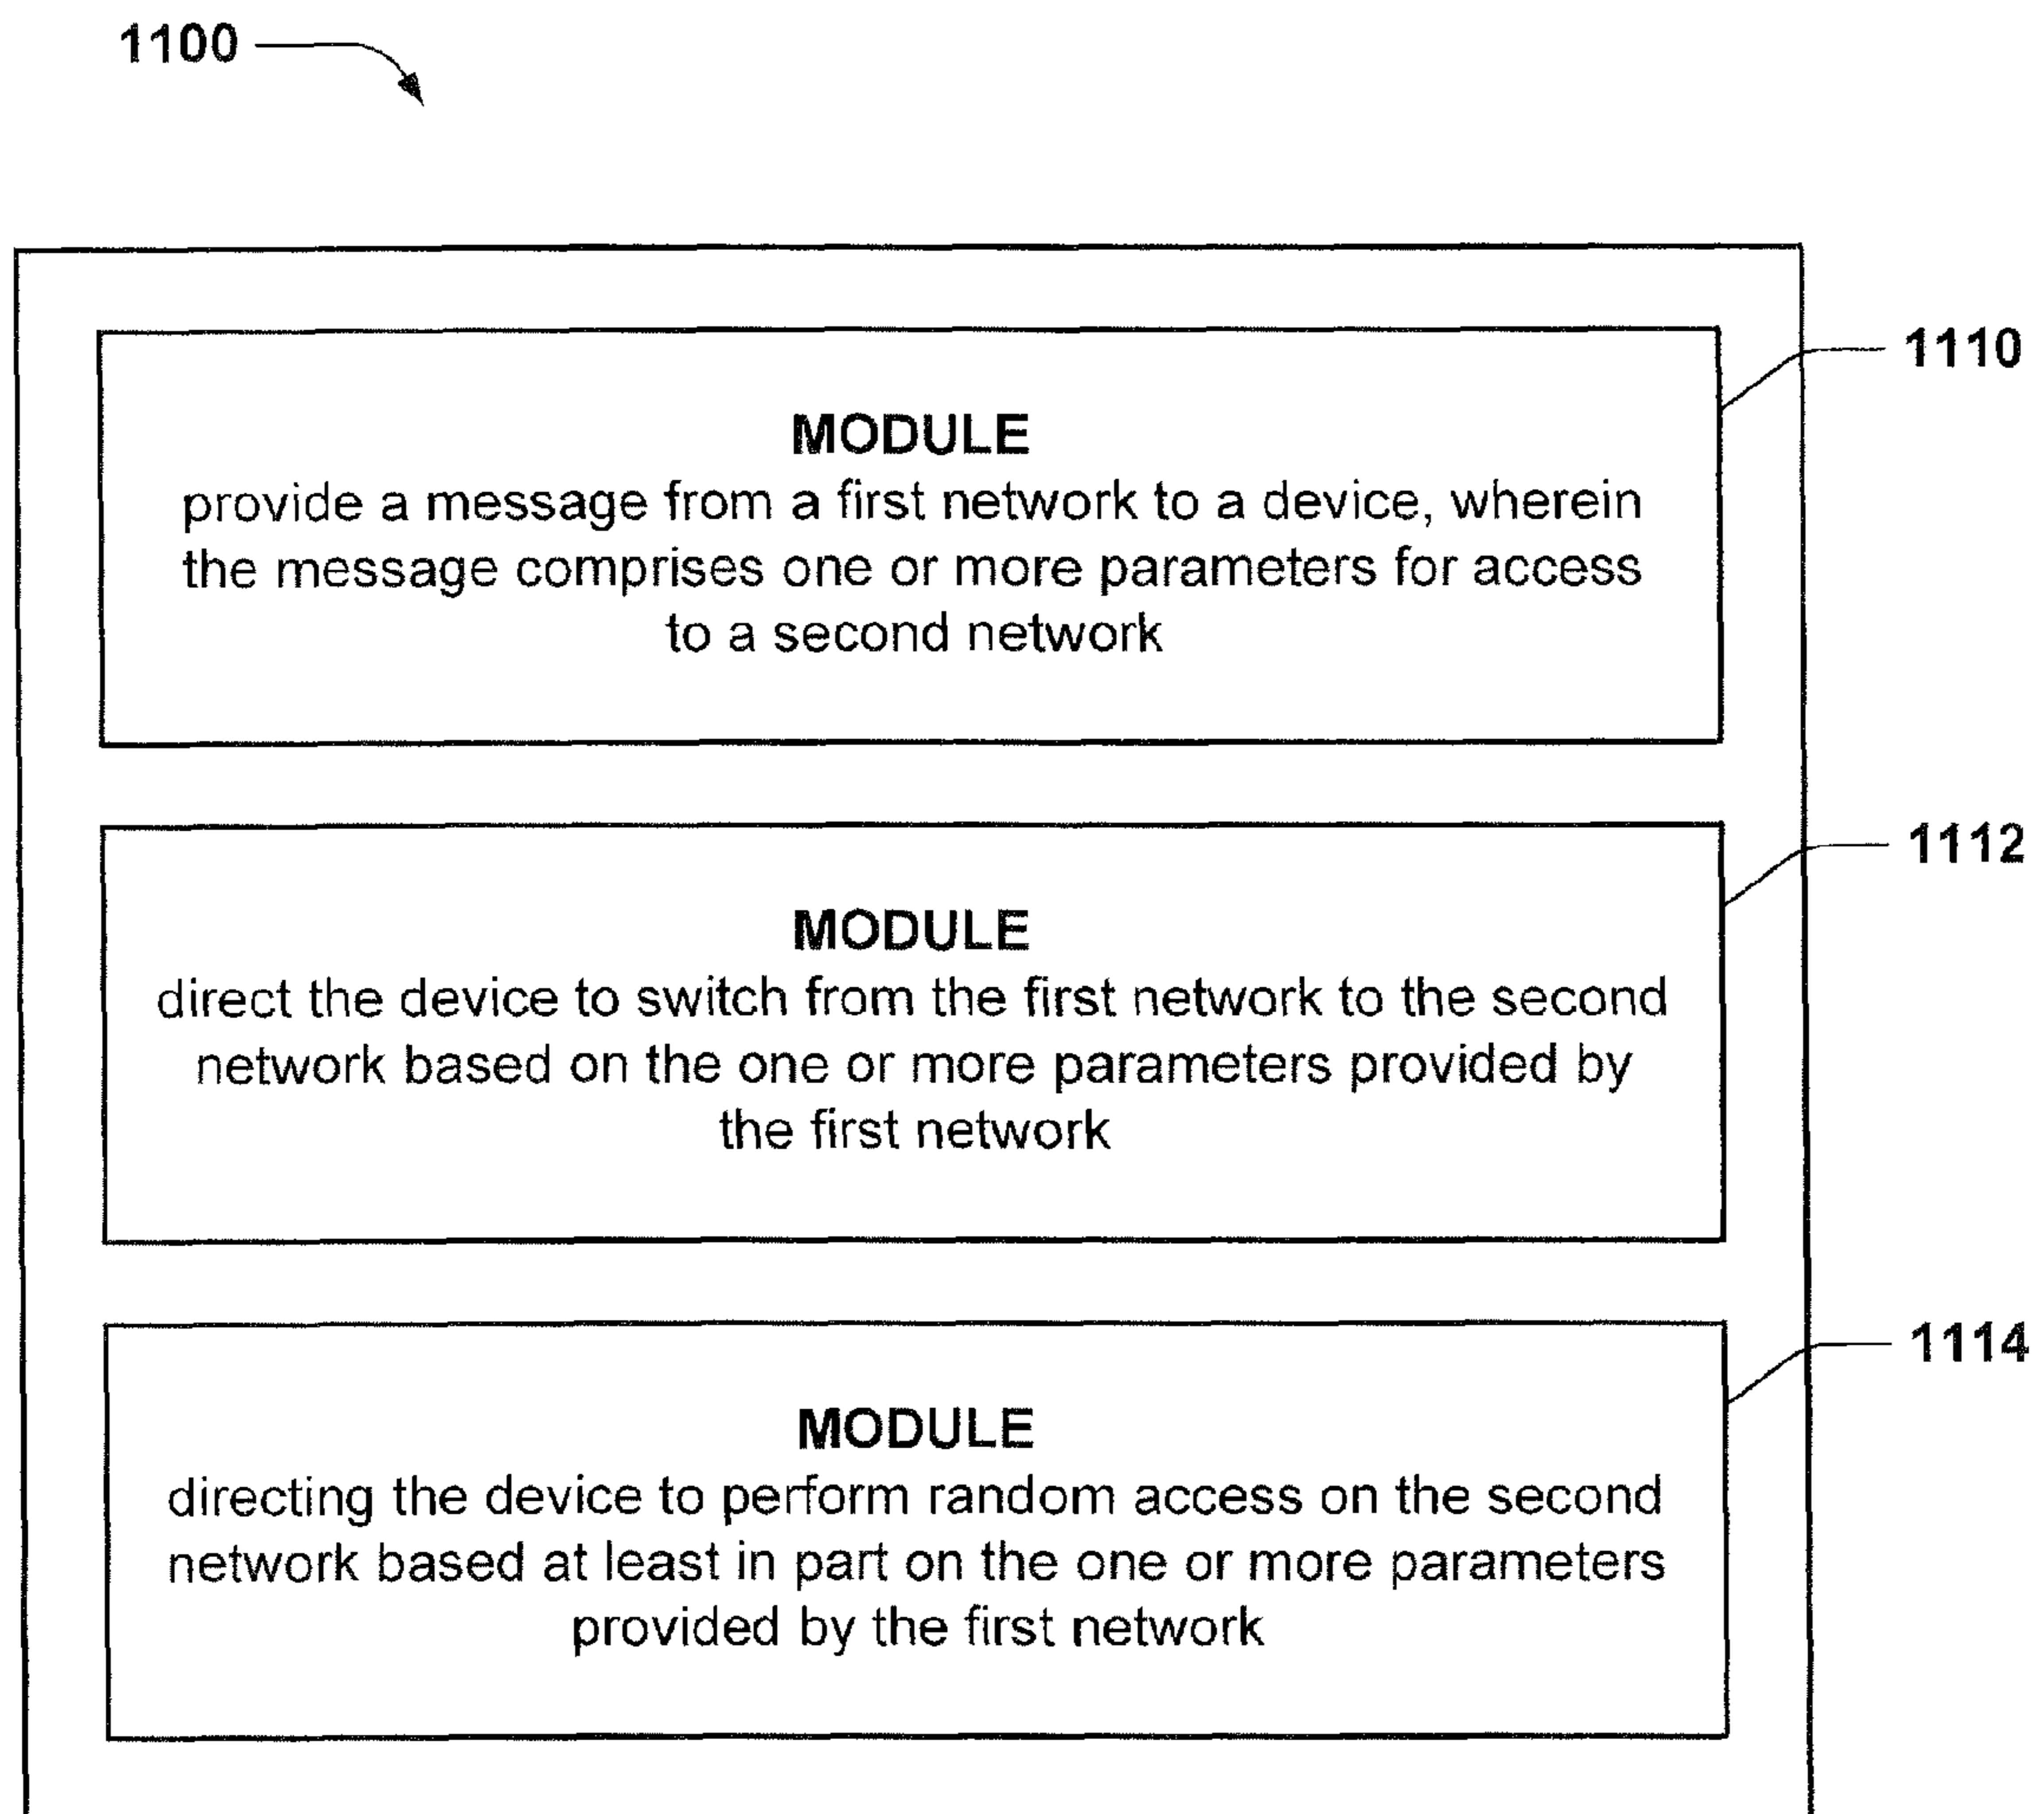 1100
1110
MODULE
provide a message from a first network to a device, wherein
the message comprises one or more parameters for access
to a second network
1112
MODULE
direct the device to switch from the first network to the second
network based on the one or more parameters provided by
the first network
1114
MODULE
directing the device to perform random access on the second
network based at least in part on the one or more parameters
provided by the first network